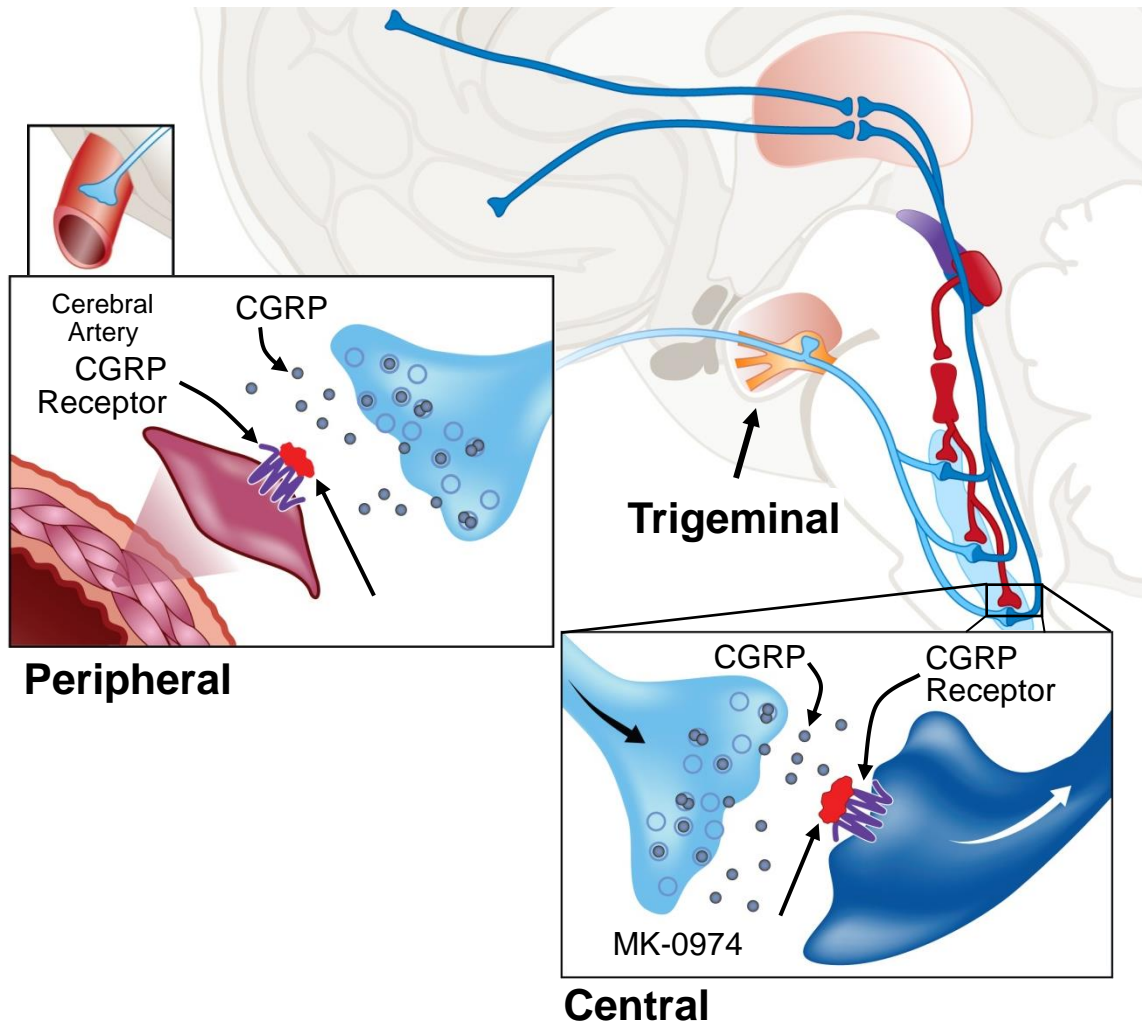 Cerebral
Artery
CGRP
CGRP
Receptor
Peripheral
Trigeminal
CGRP
CGRP
Receptor
MK-0974
Central